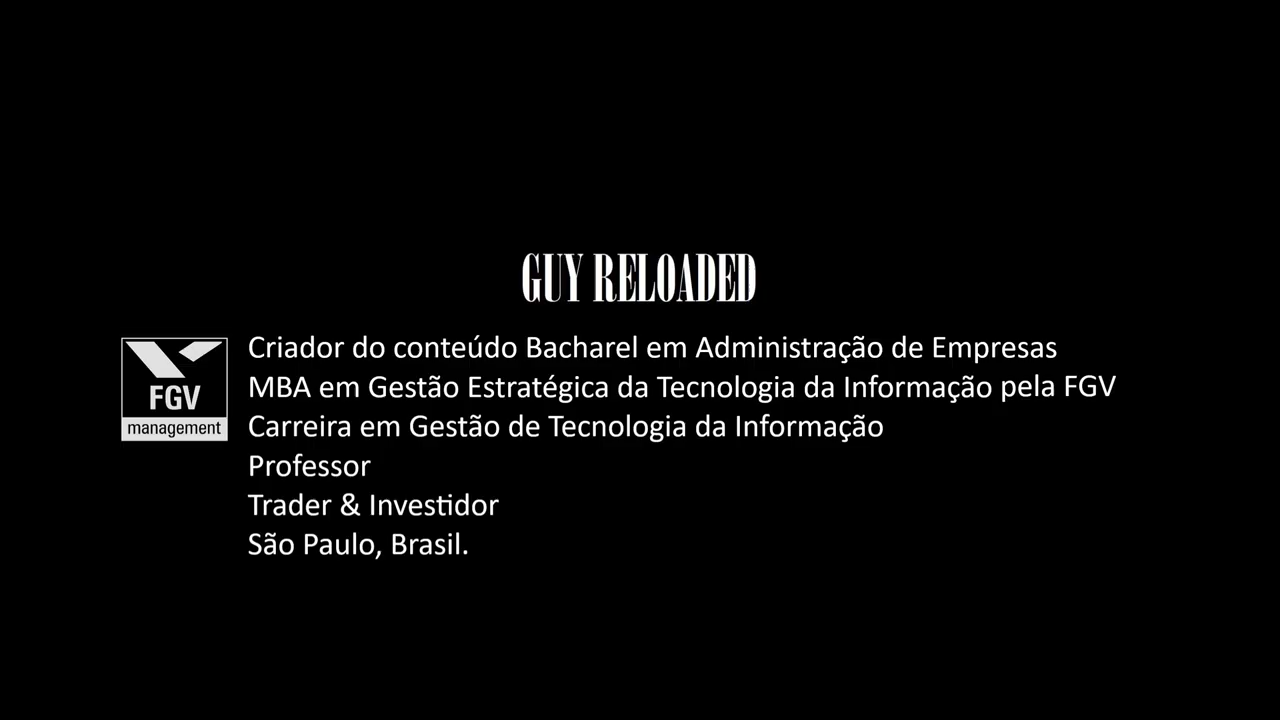 GUY RELOADED
FGV
management
Criador do conteúdo Bacharel em Administração de Empresas
MBA em Gestão Estratégica da Tecnologia da Informação pela FGV
Carreira em Gestão de Tecnologia da Informação
Professor
Trader & Investidor
São Paulo, Brasil.